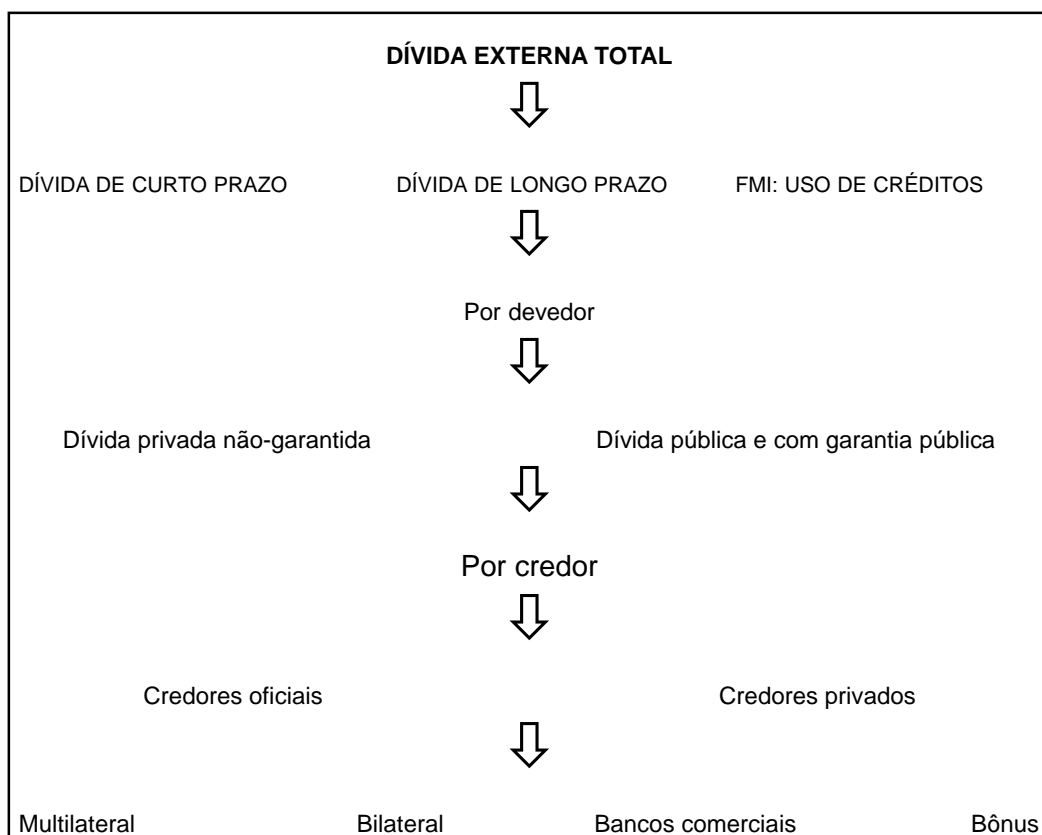 DÍVIDA EXTERNA TOTAL
DÍVIDA DE CURTO PRAZO DÍVIDA DE LONGO PRAZO FMI: USO DE CRÉDITOS
Por devedor
Dívida privada não-garantida Dívida pública e com garantia pública
Por credor
Credores oficiais Credores privados
Multilateral Bilateral Bancos comerciais Bônus